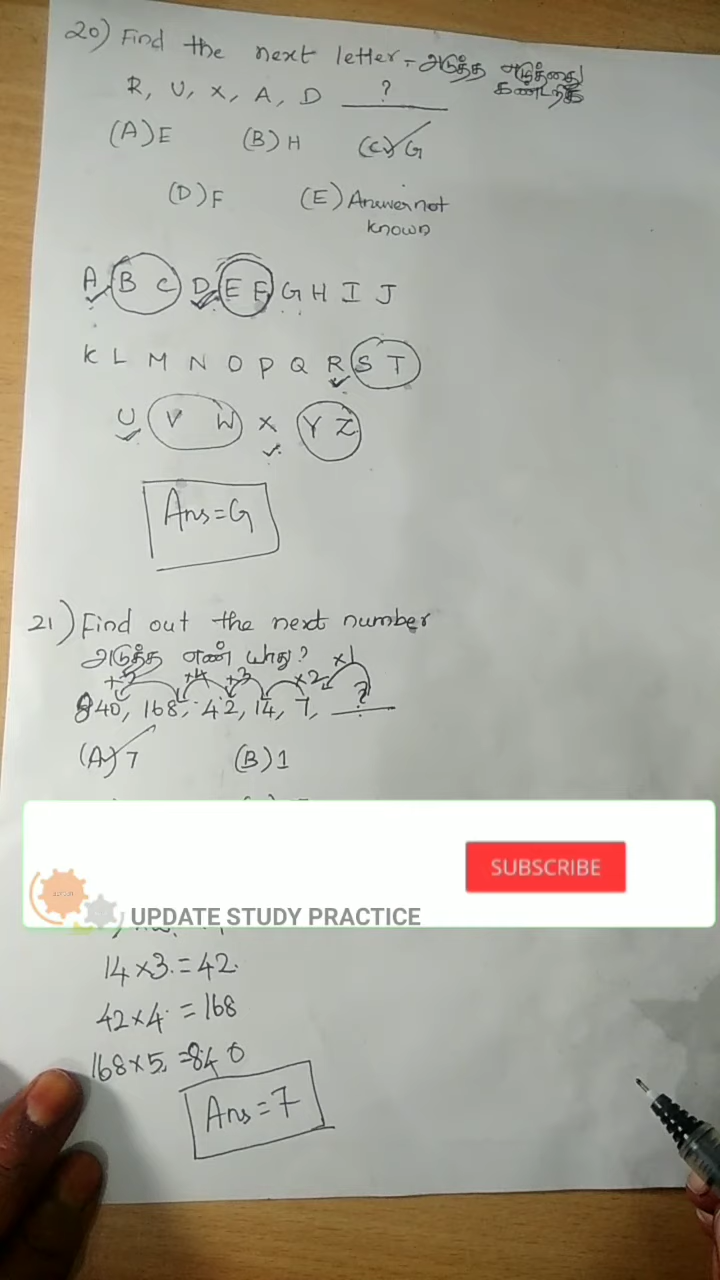 20) Find the next letter - அடுத்த அடுத்தது
கண்டறிக
R, U, X, A, D ?
(A) E (B) H (C) G
(D) F (E) Answer not
known
A B C D E F G H I J
K L M N O P Q R S T
U V W X Y Z
Ans = G
21) Find out the next number
அடுத்த எண் யாது? ×1
×5 ×4 ×3 ×2
840, 168, 42, 14, 7, ?
(A) 7 (B) 1
SUBSCRIBE
UPDATE STUDY PRACTICE
14×3 = 42
42×4 = 168
168×5 = 840
Ans = 7